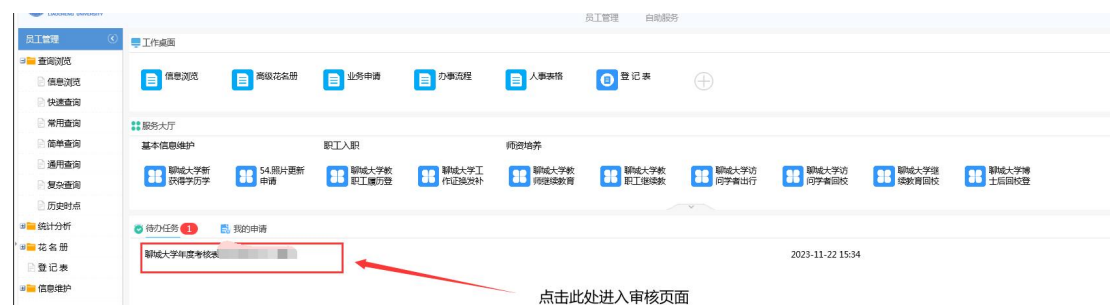 员工管理 自助服务
员工管理
工作桌面
查询浏览
信息浏览
快速查询
常用查询
简单查询
通用查询
复杂查询
历史时点
统计分析
花名册
登记表
信息维护
信息浏览 高级花名册 业务申请 办事流程 人事表格 登记表
服务大厅
基本信息维护 职工入职 师资培养
聊城大学新 54.照片更新 聊城大学教 聊城大学工 聊城大学教 聊城大学教 聊城大学访 聊城大学访 聊城大学继 聊城大学博
获得学历学 申请 职工履历登 作证换发补 师继续教育 职工继续教 问学者出行 问学者回校 续教育回校 士后回校登
待办任务 1 我的申请
聊城大学年度考核表 2023-11-22 15:34
点击此处进入审核页面